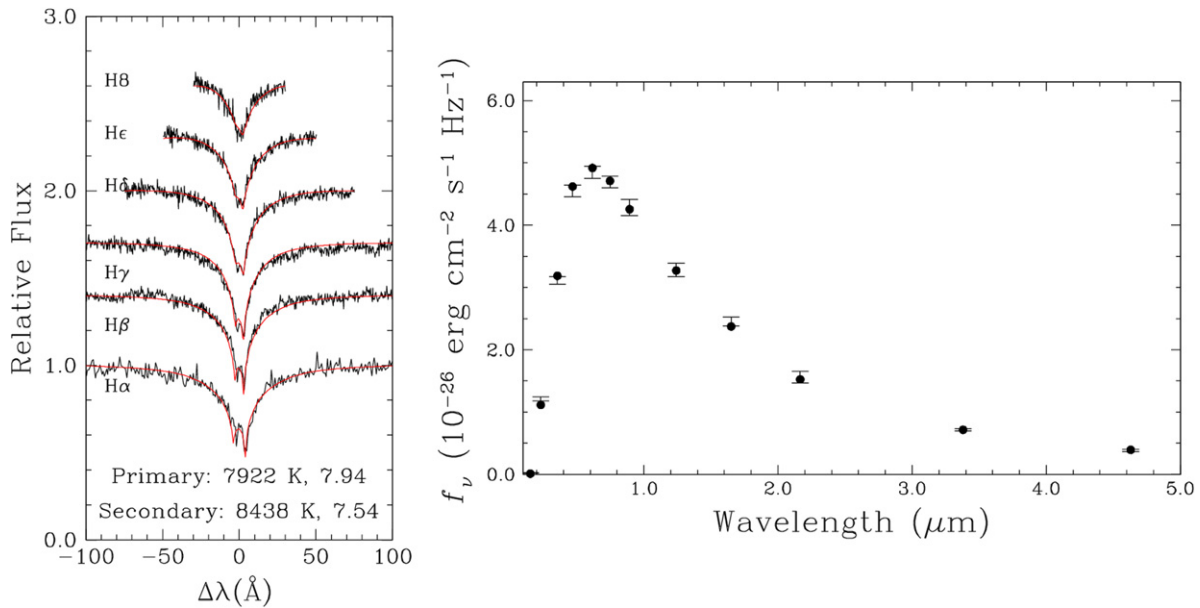 3.0
2.0
1.0
0.0
Relative Flux
H8
Hϵ
Hδ
Hγ
Hβ
Hα
Primary: 7922 K, 7.94
Secondary: 8438 K, 7.54
−100 −50 0 50 100
Δλ(Å)
6.0
4.0
2.0
0.0
f_ν (10⁻²⁶ erg cm⁻² s⁻¹ Hz⁻¹)
1.0 2.0 3.0 4.0 5.0
Wavelength (μm)